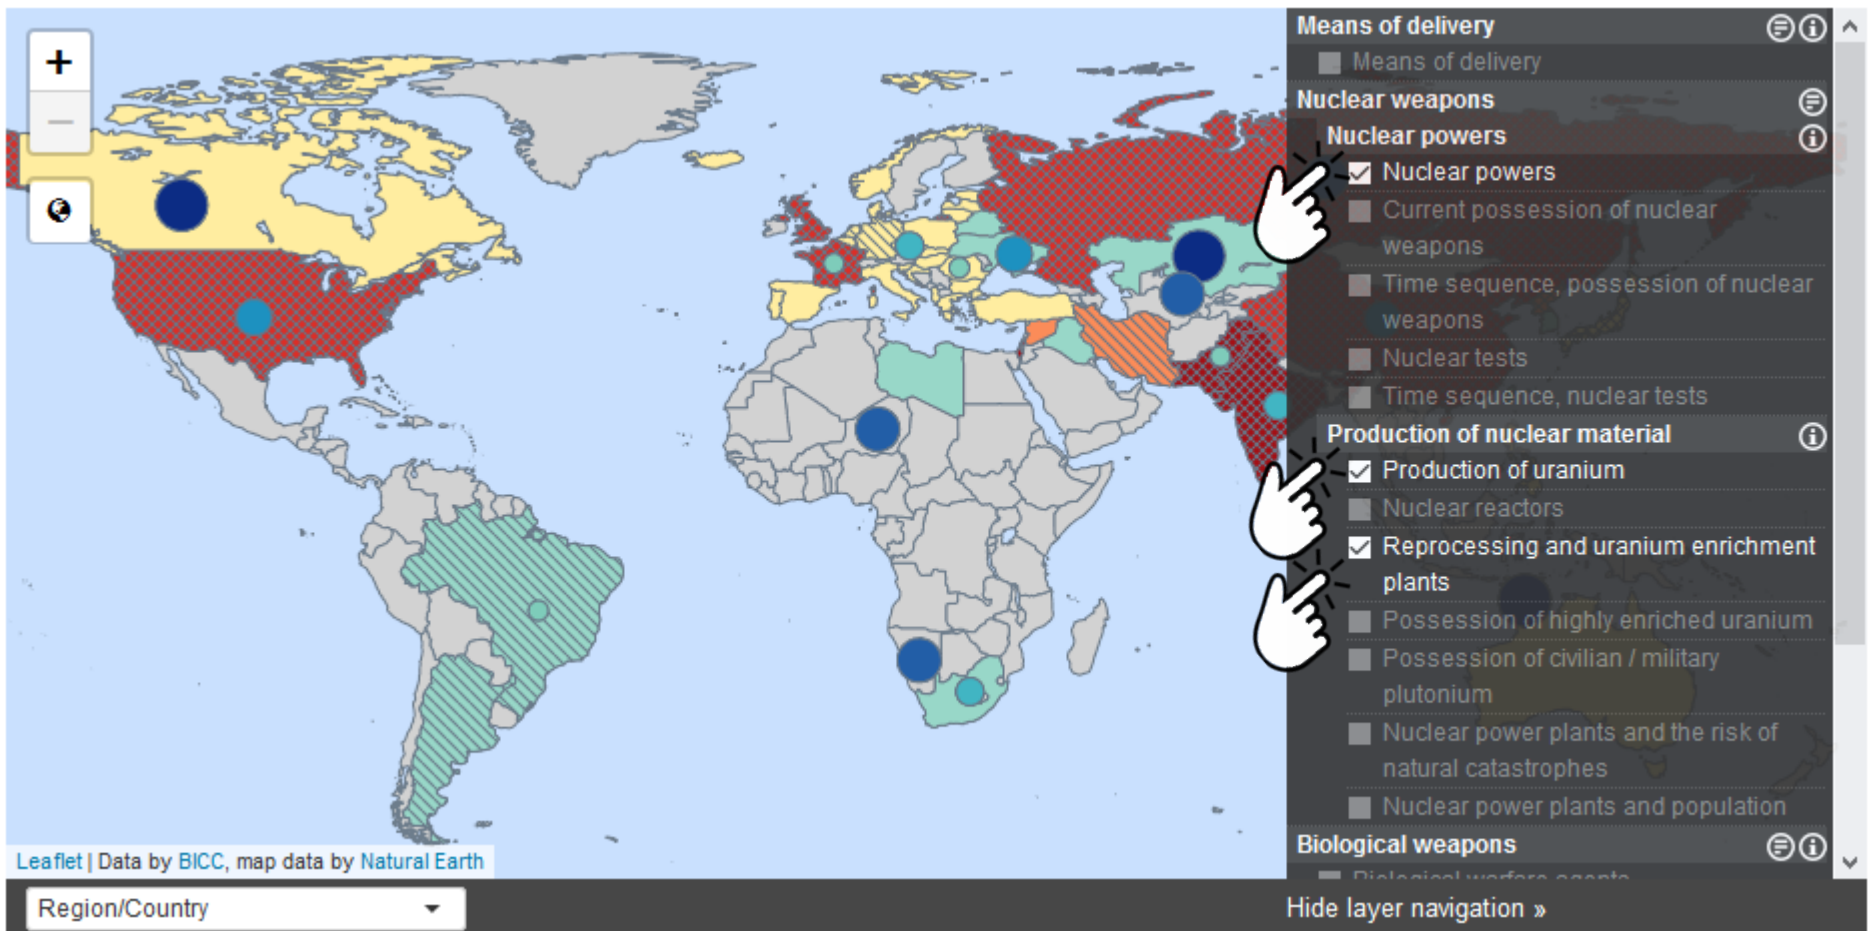 Means of delivery
Means of delivery
Nuclear weapons
Nuclear powers
Nuclear powers
Current possession of nuclear
weapons
Time sequence, possession of nuclear
weapons
Nuclear tests
Time sequence, nuclear tests
Production of nuclear material
Production of uranium
Nuclear reactors
Reprocessing and uranium enrichment
plants
Possession of highly enriched uranium
Possession of civilian / military
plutonium
Nuclear power plants and the risk of
natural catastrophes
Nuclear power plants and population
Biological weapons
Biological warfare agents
Leaflet | Data by BICC, map data by Natural Earth
Region/Country
Hide layer navigation »